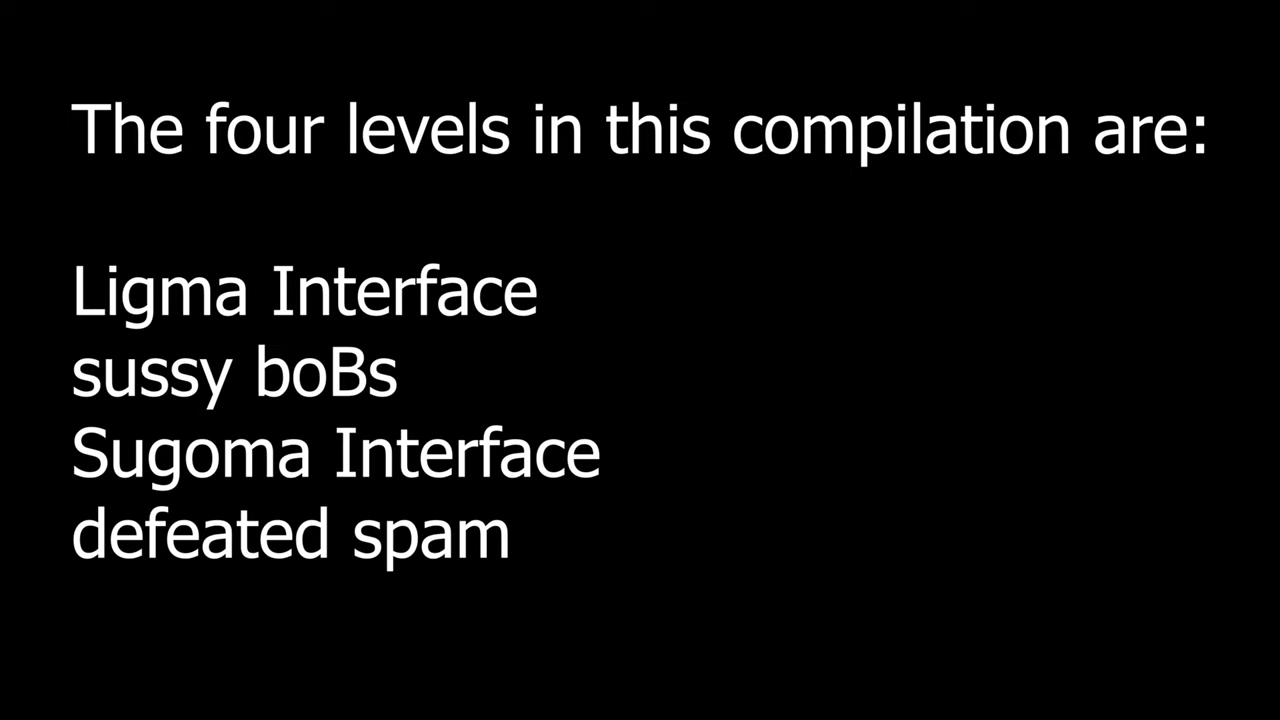 The four levels in this compilation are:
Ligma Interface
sussy boBs
Sugoma Interface
defeated spam